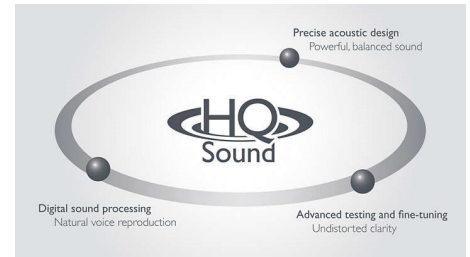 Precise acoustic design
Powerful, balanced sound
HQ
Sound
Digital sound processing
Natural voice reproduction
Advanced testing and fine-tuning
Undistorted clarity